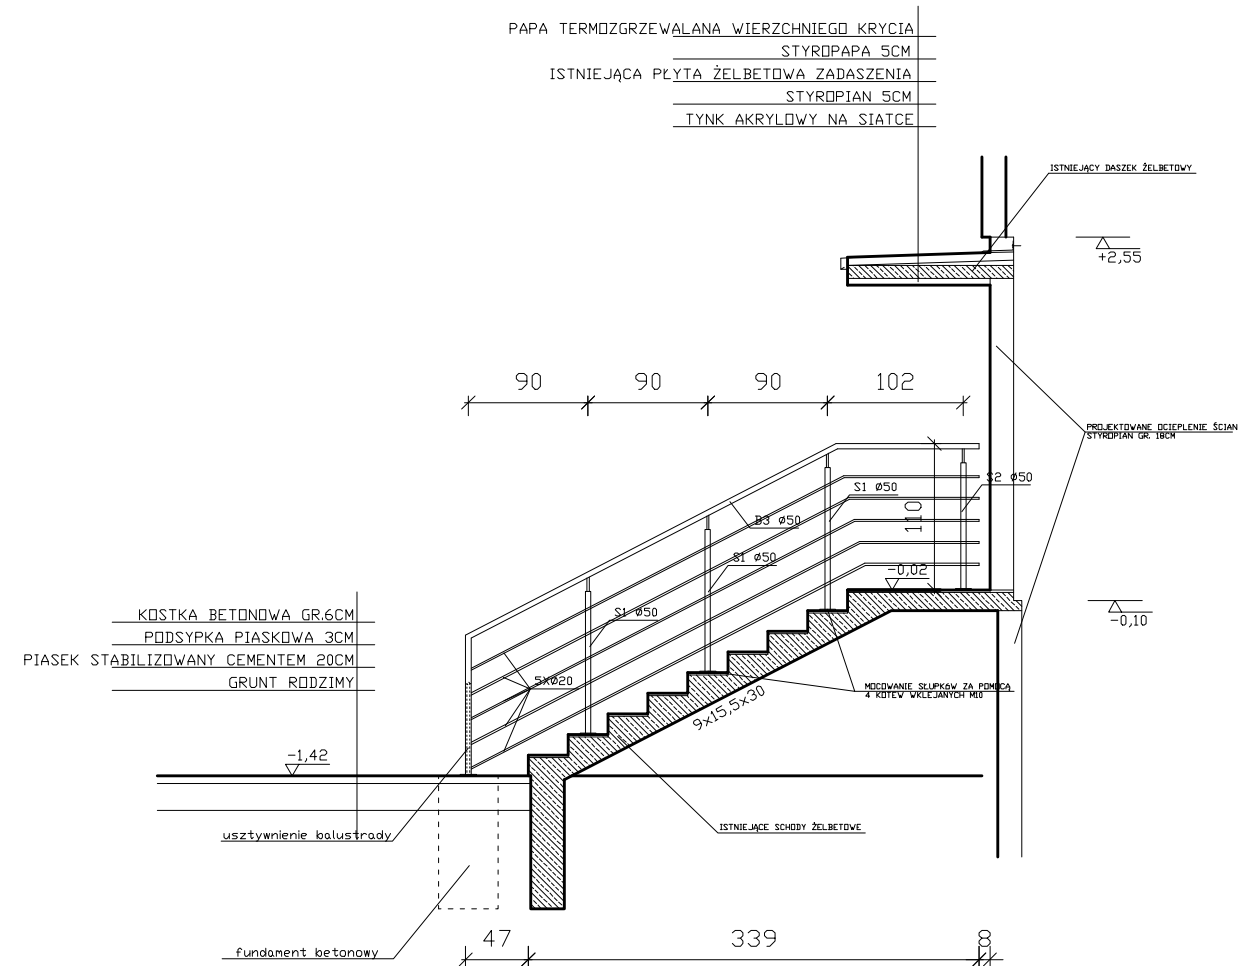 PAPA TERMOZGRZEWALANA WIERZCHNIEGO KRYCIA
STYROPAPA 5CM
ISTNIEJĄCA PŁYTA ŻELBETOWA ZADASZENIA
STYROPIAN 5CM
TYNK AKRYLOWY NA SIATCE
ISTNIEJĄCY DASZEK ŻELBETOWY
+2,55
90
90
90
102
PROJEKTOWANE OCIEPLENIE ŚCIAN
STYROPIAN GR. 18CM
S2 Ø50
S1 Ø50
B3 Ø50
110
S1 Ø50
-0,02
S1 Ø50
-0,10
KOSTKA BETONOWA GR.6CM
PODSYPKA PIASKOWA 3CM
PIASEK STABILIZOWANY CEMENTEM 20CM
GRUNT RODZIMY
5XØ20
MOCOWANIE SŁUPKÓW ZA POMOCĄ
4 KOTEW WKLEJANYCH M10
9x15,5x30
-1,42
ISTNIEJĄCE SCHODY ŻELBETOWE
usztywnienie balustrady
fundament betonowy
47
339
8